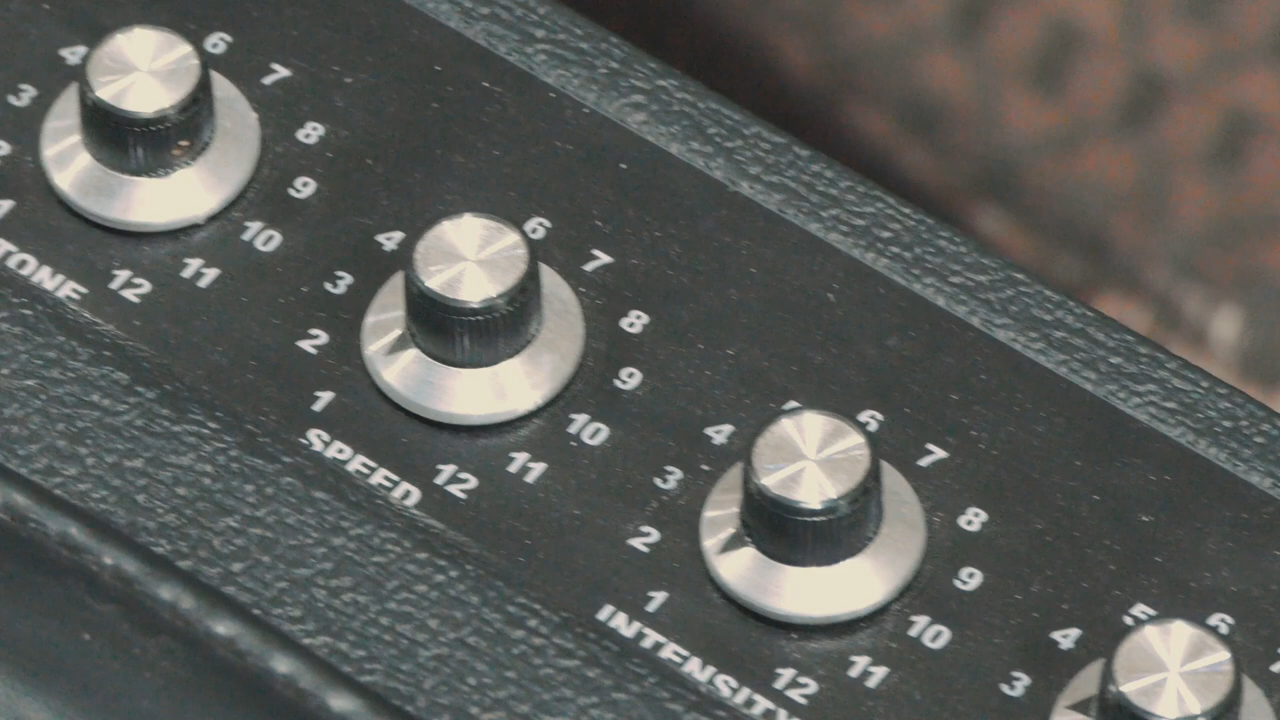 4 6 7 8 9 10 11 12 1 3
TONE
1 2 3 4 6 7 8 9 10 11 12
SPEED
1 2 3 4 6 7 8 9 10 11 12
INTENSITY
3 4 5 6